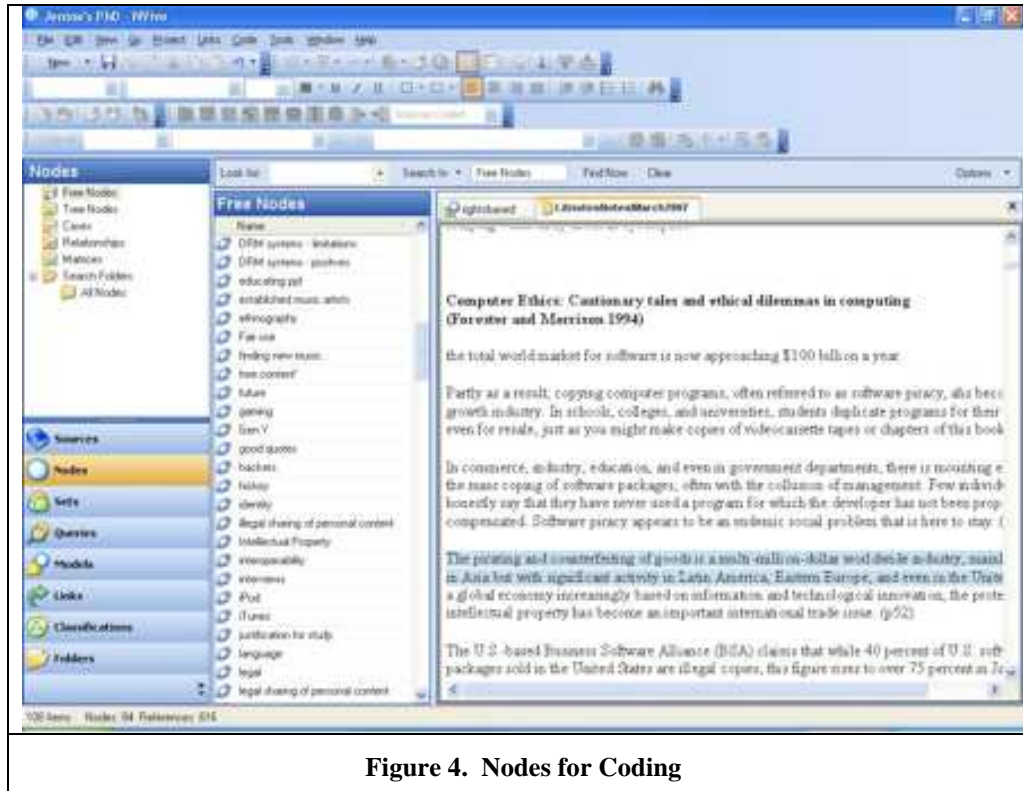 Jenine's PhD - NVivo
File Edit View Go Project Links Code Tools Window Help
New
Nodes
Look for: Search In Free Nodes Find Now Clear Options
Free Nodes
Tree Nodes
Cases
Relationships
Matrices
Search Folders
All Nodes
Sources
Nodes
Sets
Queries
Models
Links
Classifications
Folders
Free Nodes
Name
DRM systems - limitations
DRM systems - positives
educating ppl
established music artists
ethnography
Fair use
finding new music
free content'
future
gaming
Gen Y
good quotes
hackers
history
identity
illegal sharing of personal content
Intellectual Property
interoperability
interviews
iPod
iTunes
justification for study
language
legal
legal sharing of personal content
Computer Ethics: Cautionary tales and ethical dilemmas in computing
(Forester and Morrison 1994)
the total world market for software is now approaching $100 billion a year
Partly as a result, copying computer programs, often referred to as software piracy, also
growth industry. In schools, colleges, and universities, students duplicate programs for their
even for resale, just as you might make copies of videocassette tapes or chapters of this book
In commerce, industry, education, and even in government departments, there is mounting e
the mass copying of software packages, often with the collusion of management. Few individ
honestly say that they have never used a program for which the developer has not been prop
compensated. Software piracy appears to be an endemic social problem that is here to stay. (
The pirating and counterfeiting of goods is a multi-million-dollar worldwide industry, mainl
in Asia but with significant activity in Latin America, Eastern Europe, and even in the Unite
a global economy increasingly based on information and technological innovation, the prote
intellectual property has become an important international trade issue. (p52)
The U.S.-based Business Software Alliance (BSA) claims that while 40 percent of U.S. soft
packages sold in the United States are illegal copies, this figure rises to over 75 percent in
Nodes: 84 References: 616
Figure 4. Nodes for Coding